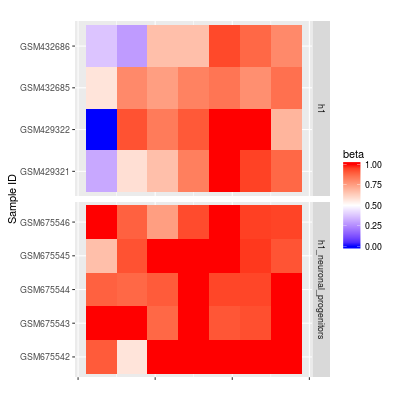 GSM432686
GSM432685
GSM429322
GSM429321
h1
GSM675546
GSM675545
GSM675544
GSM675543
GSM675542
h1_neuronal_progenitors
Sample ID
beta
1.00
0.75
0.50
0.25
0.00